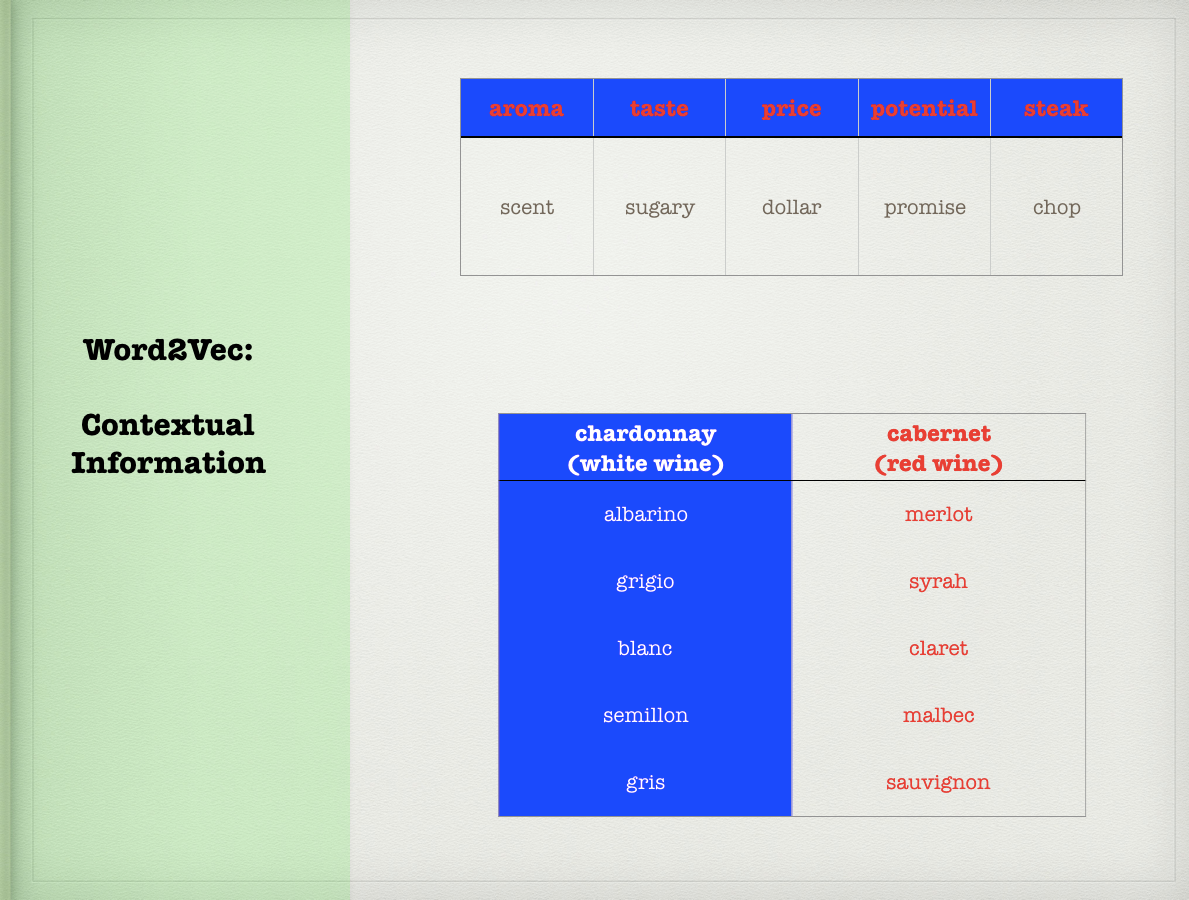 Word2Vec:
Contextual
Information
aroma taste price potential steak
scent sugary dollar promise chop
chardonnay cabernet
(white wine) (red wine)
albarino merlot
grigio syrah
blanc claret
semillon malbec
gris sauvignon